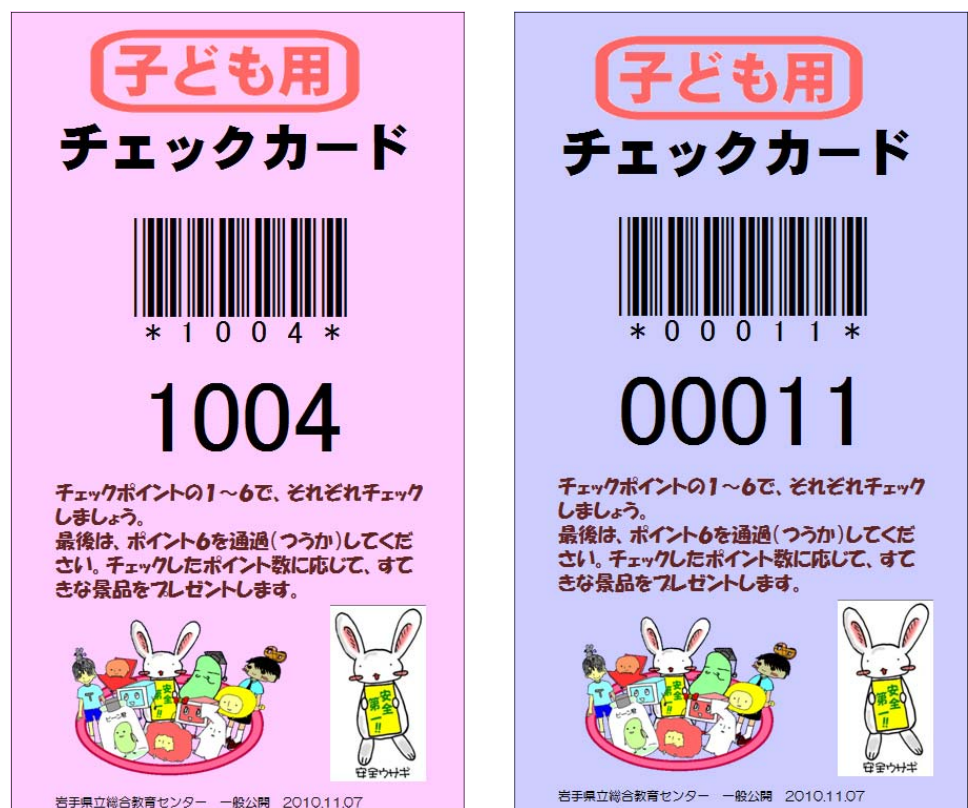 子ども用
チェックカード
*1004*
1004
チェックポイントの1～6で、それぞれチェック
しましょう。
最後は、ポイント6を通過(つうか)してくだ
さい。チェックしたポイント数に応じて、すて
きな景品をプレゼントします。
安全
第一!!
安全
第一!!
安全ウサギ
岩手県立総合教育センター 一般公開 2010.11.07
子ども用
チェックカード
*00011*
00011
チェックポイントの1～6で、それぞれチェック
しましょう。
最後は、ポイント6を通過(つうか)してくだ
さい。チェックしたポイント数に応じて、すて
きな景品をプレゼントします。
安全
第一!!
安全
第一!!
安全ウサギ
岩手県立総合教育センター 一般公開 2010.11.07